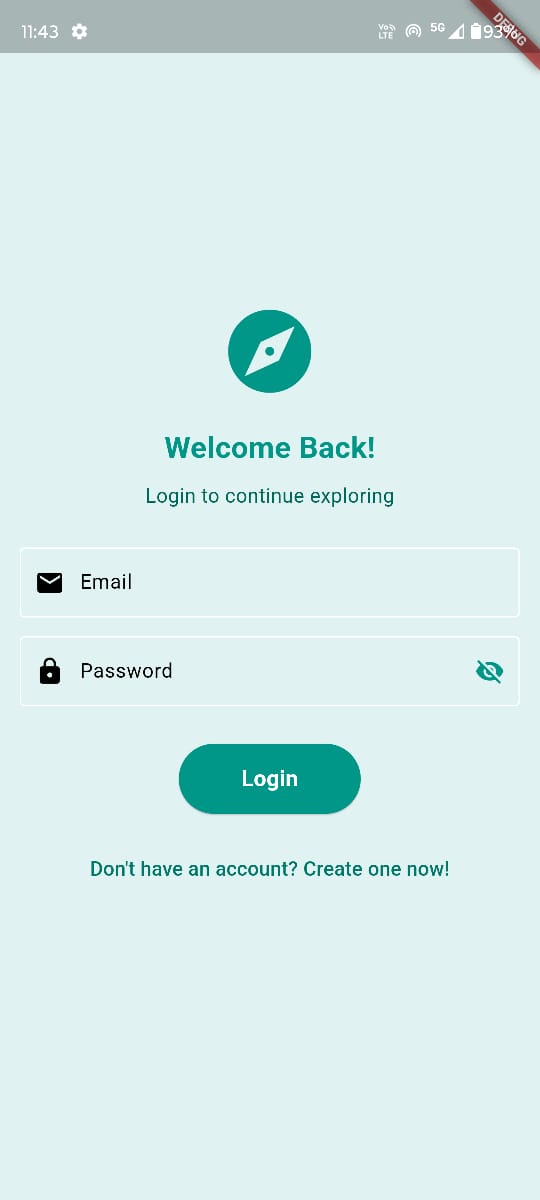 11:43
Vo)) LTE 5G 93%
DEBUG
Welcome Back!
Login to continue exploring
Email
Password
Login
Don't have an account? Create one now!